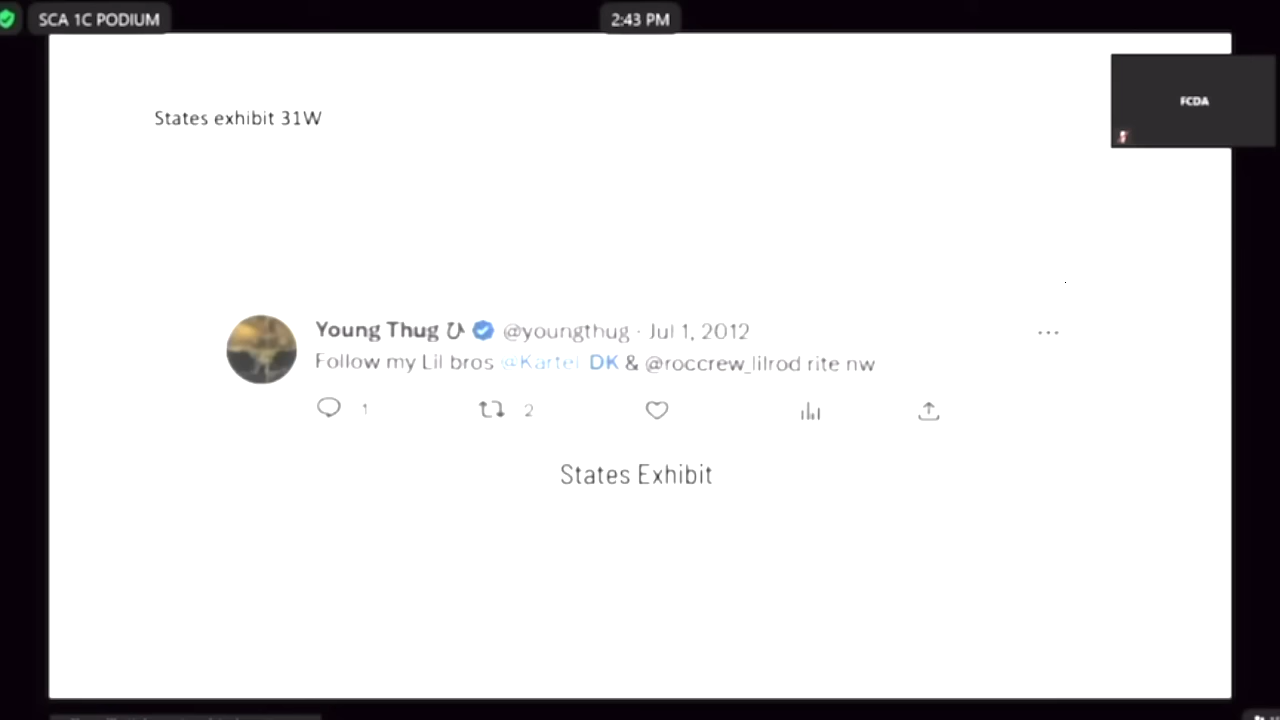 SCA 1C PODIUM
2:43 PM
FCDA
States exhibit 31W
Young Thug ひ @youngthug · Jul 1, 2012
Follow my Lil bros @Kartel DK & @roccrew_lilrod rite nw
1 2
States Exhibit